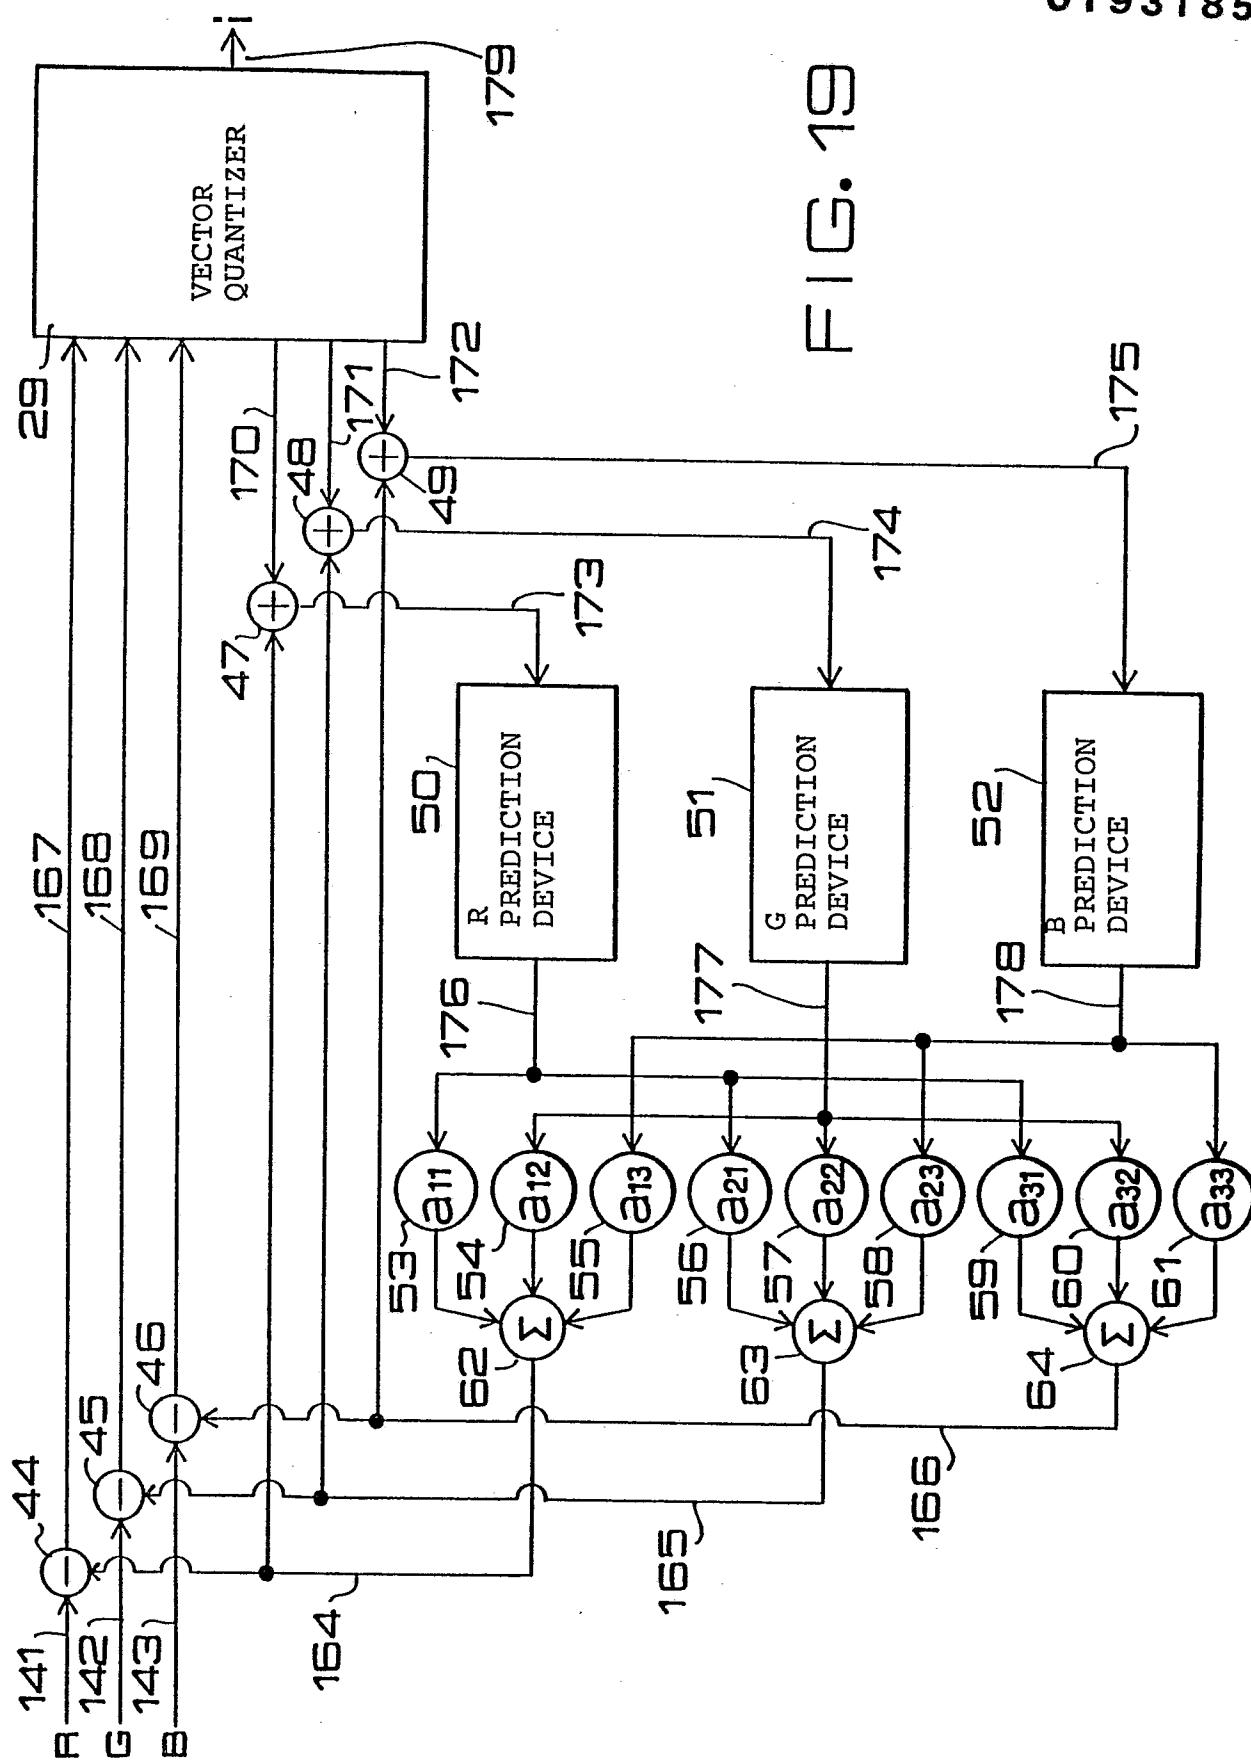 0193185
R
141
44
G
142
45
B
143
46
167
168
169
29
VECTOR
QUANTIZER
i
179
47
170
48
171
49
172
173
174
175
164
165
166
50
R
PREDICTION
DEVICE
51
G
PREDICTION
DEVICE
52
B
PREDICTION
DEVICE
176
177
178
53
a11
54
a12
55
a13
56
a21
57
a22
58
a23
59
a31
60
a32
61
a33
62
Σ
63
Σ
64
Σ
FIG. 19